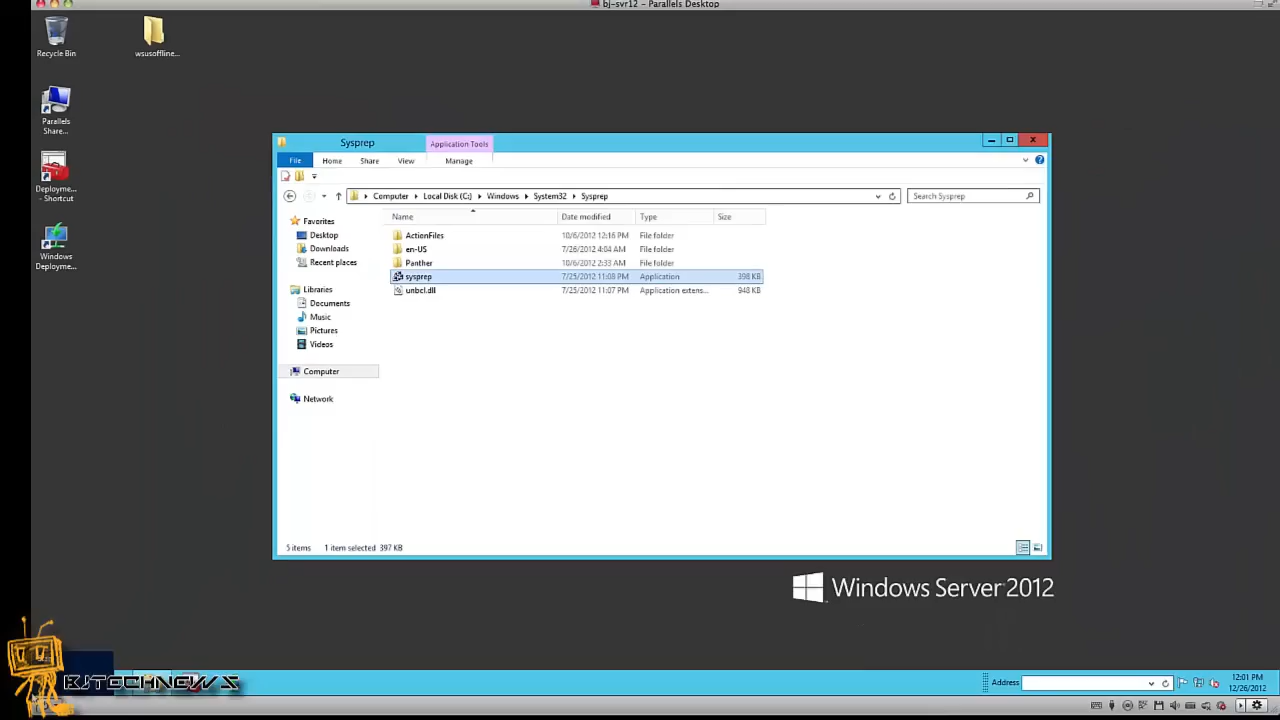 bj-svr12 – Parallels Desktop
Recycle Bin
wsusoffline...
Parallels
Share...
Deployme...
- Shortcut
Windows
Deployme...
Sysprep
Application Tools
File
Home
Share
View
Manage
Computer
Local Disk (C:)
Windows
System32
Sysprep
Search Sysprep
Favorites
Desktop
Downloads
Recent places
Libraries
Documents
Music
Pictures
Videos
Computer
Network
Name Date modified Type Size
ActionFiles 10/6/2012 12:16 PM File folder
en-US 7/26/2012 4:04 AM File folder
Panther 10/6/2012 2:33 AM File folder
sysprep 7/25/2012 11:08 PM Application 398 KB
unbcl.dll 7/25/2012 11:07 PM Application extens... 948 KB
5 items 1 item selected 397 KB
Windows Server 2012
BJTECHNEWS
Address
12:01 PM
12/26/2012